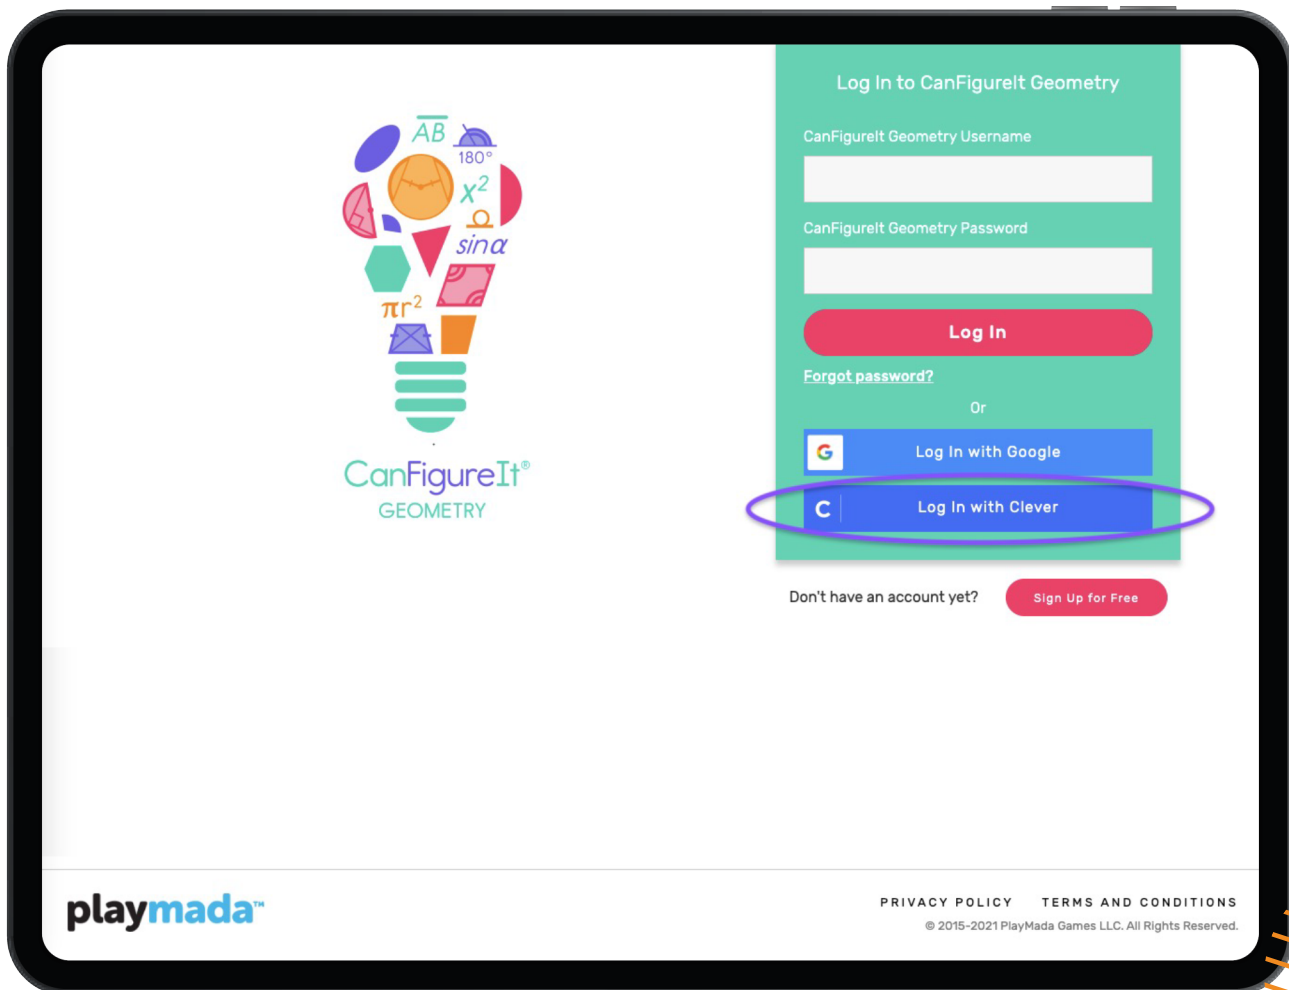 AB
180°
x²
sin α
πr²
CanFigureIt®
GEOMETRY
Log In to CanFigureIt Geometry
CanFigureIt Geometry Username
CanFigureIt Geometry Password
Log In
Forgot password?
Or
G Log In with Google
C Log In with Clever
Don't have an account yet? Sign Up for Free
playmada™
PRIVACY POLICY TERMS AND CONDITIONS
© 2015-2021 PlayMada Games LLC. All Rights Reserved.